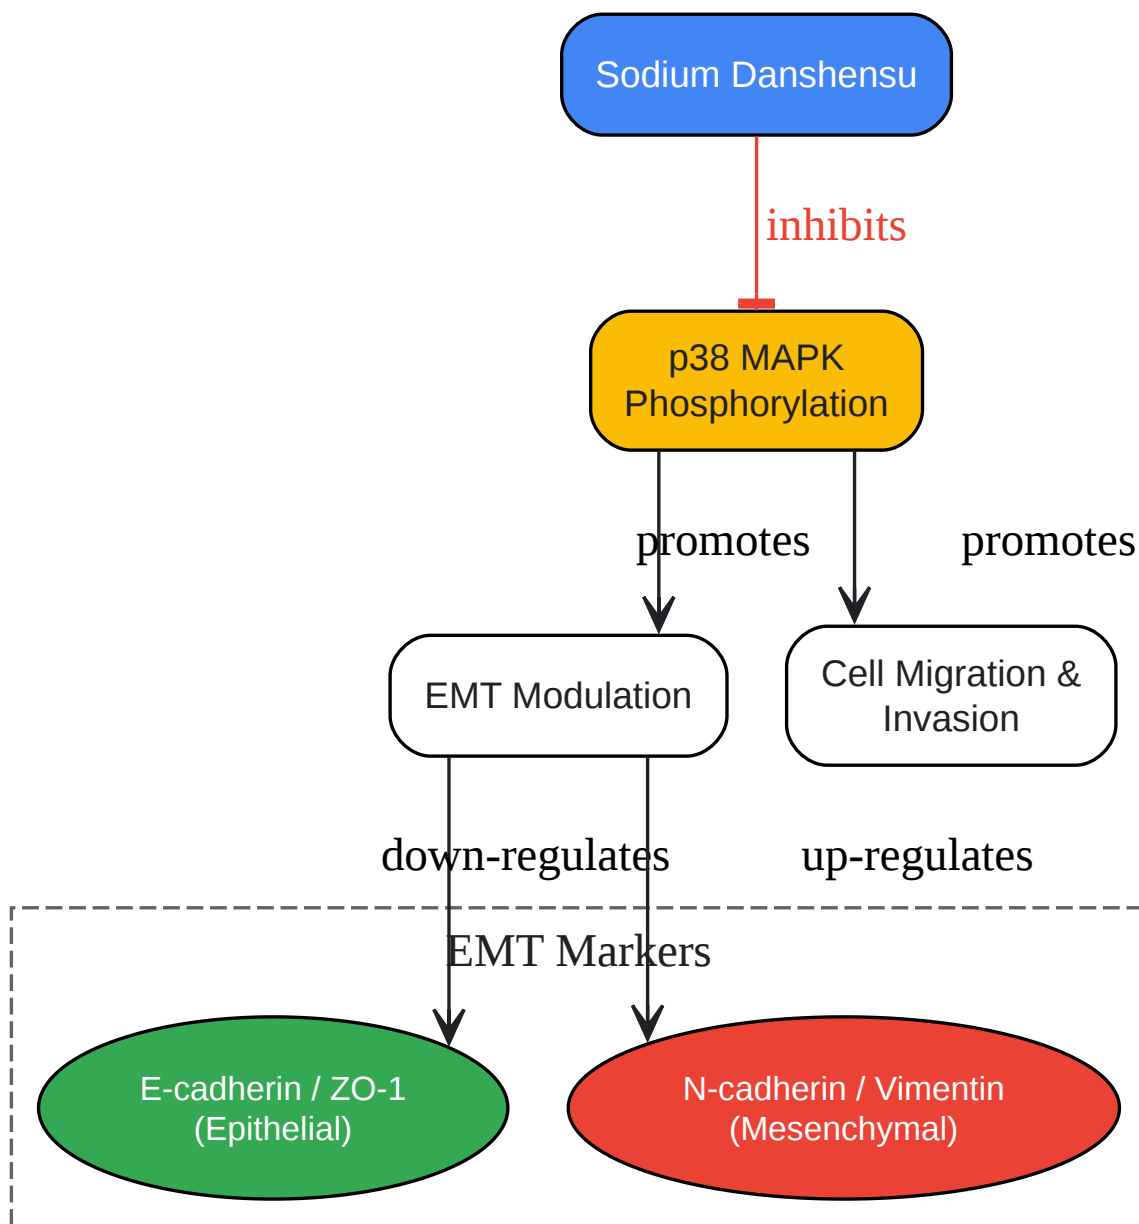 Sodium Danshensu
inhibits
p38 MAPK
Phosphorylation
promotes
promotes
EMT Modulation
Cell Migration &
Invasion
down-regulates
up-regulates
EMT Markers
E-cadherin / ZO-1
(Epithelial)
N-cadherin / Vimentin
(Mesenchymal)